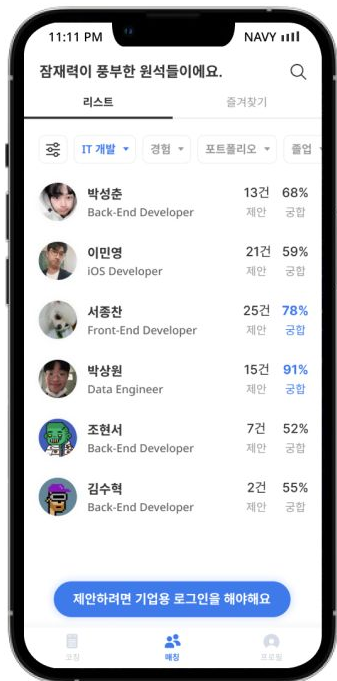 11:11 PM NAVY
잠재력이 풍부한 원석들이에요.
리스트 즐겨찾기
IT 개발 경험 포트폴리오 졸업
박성춘 13건 68%
Back-End Developer 제안 궁합
이민영 21건 59%
iOS Developer 제안 궁합
서종찬 25건 78%
Front-End Developer 제안 궁합
박상원 15건 91%
Data Engineer 제안 궁합
조현서 7건 52%
Back-End Developer 제안 궁합
김수혁 2건 55%
Back-End Developer 제안 궁합
제안하려면 기업용 로그인을 해야해요
매칭 프로필